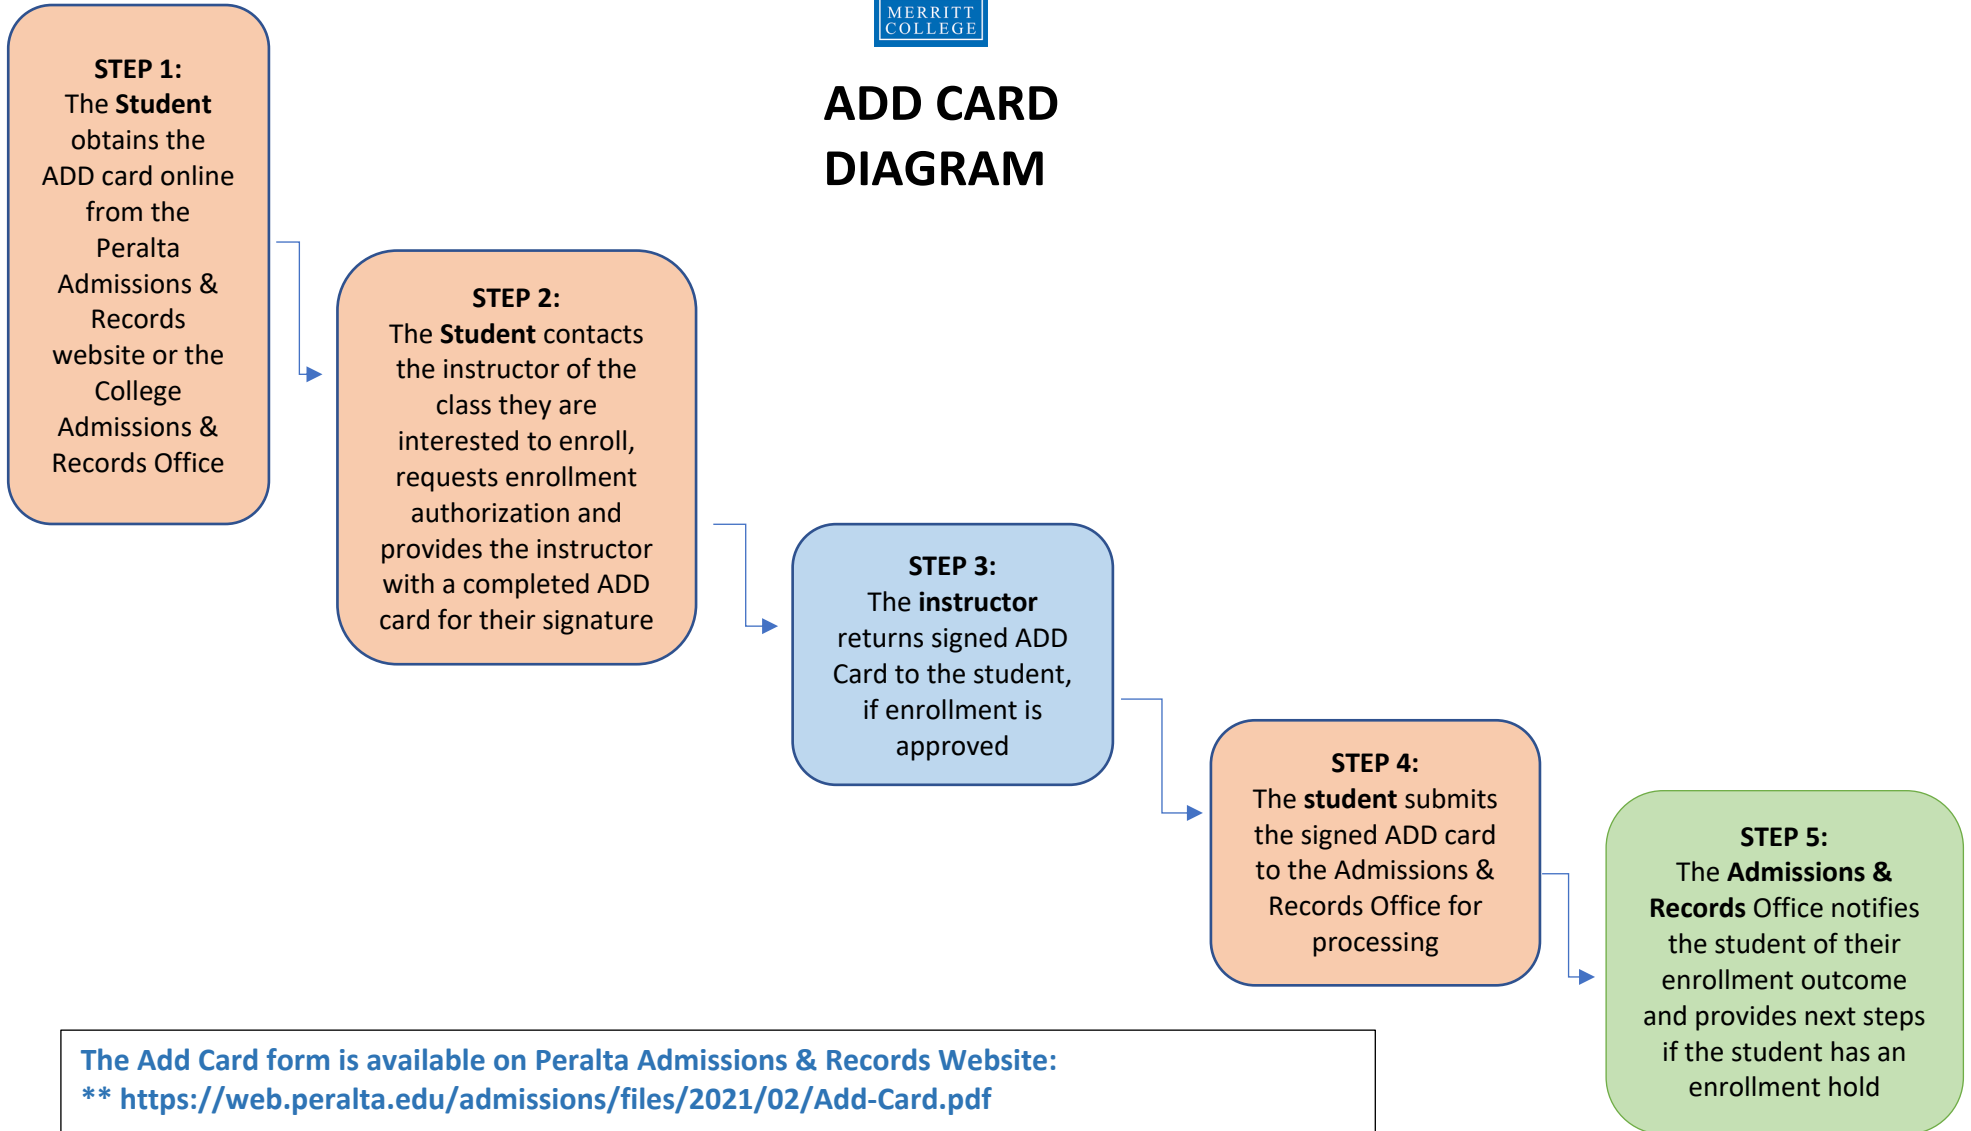 MERRITT
COLLEGE
ADD CARD
DIAGRAM
STEP 1:
The Student
obtains the
ADD card online
from the
Peralta
Admissions &
Records
website or the
College
Admissions &
Records Office
STEP 2:
The Student contacts
the instructor of the
class they are
interested to enroll,
requests enrollment
authorization and
provides the instructor
with a completed ADD
card for their signature
STEP 3:
The instructor
returns signed ADD
Card to the student,
if enrollment is
approved
STEP 4:
The student submits
the signed ADD card
to the Admissions &
Records Office for
processing
STEP 5:
The Admissions &
Records Office notifies
the student of their
enrollment outcome
and provides next steps
if the student has an
enrollment hold
The Add Card form is available on Peralta Admissions & Records Website:
** https://web.peralta.edu/admissions/files/2021/02/Add-Card.pdf